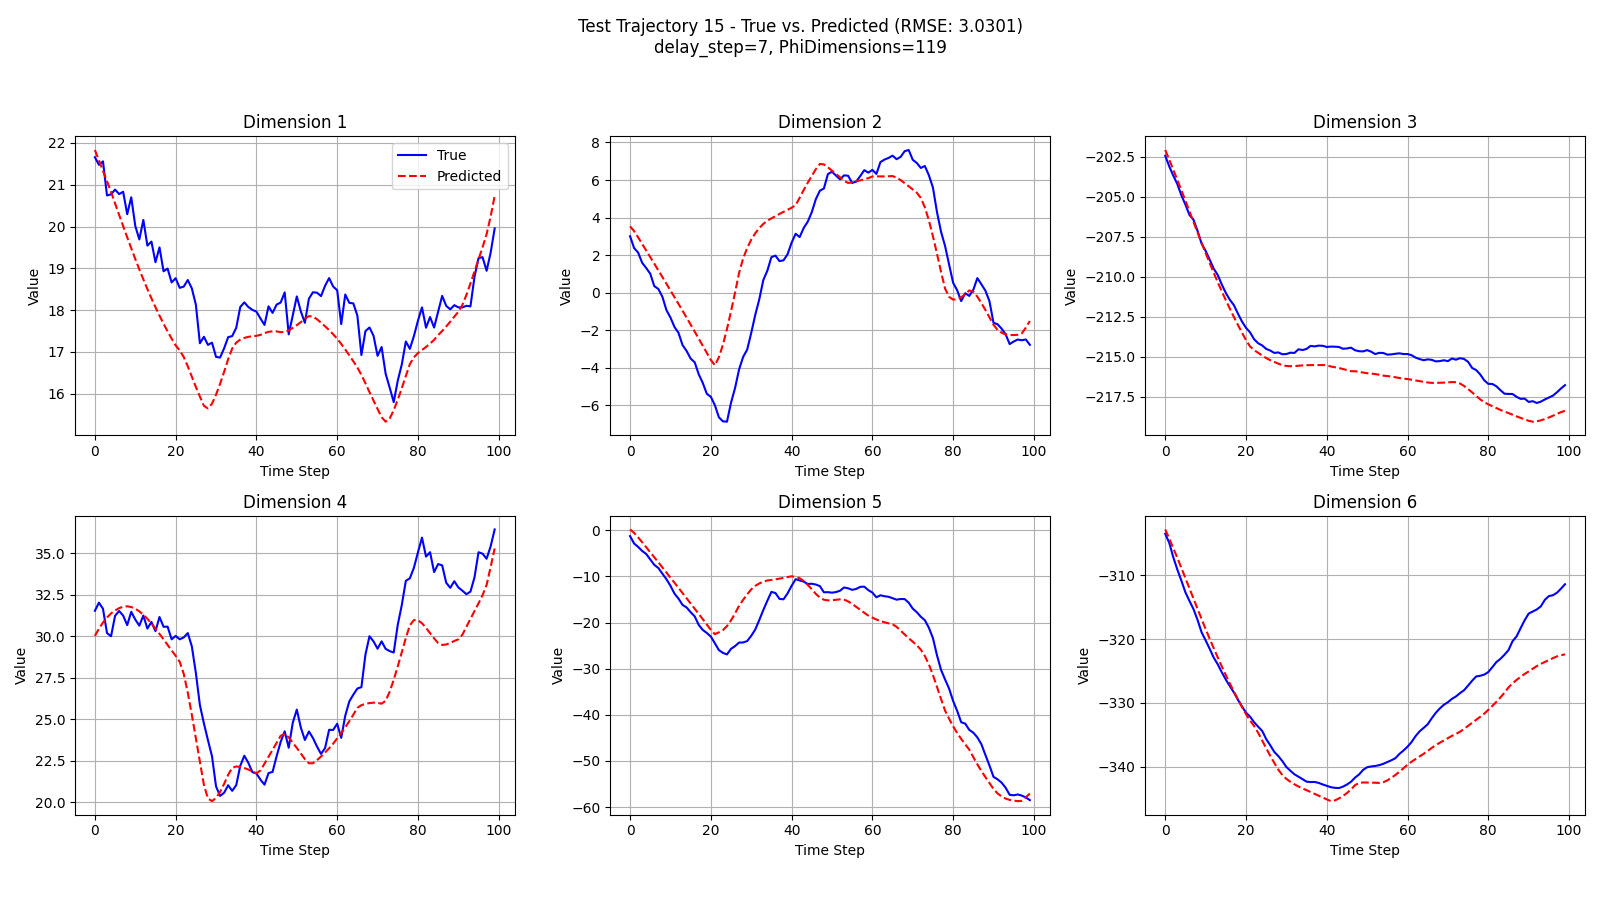 Test Trajectory 15 - True vs. Predicted (RMSE: 3.0301)
delay_step=7, PhiDimensions=119
Dimension 1
22
21
20
19
18
17
16
Value
0 20 40 60 80 100
Time Step
True
Predicted
Dimension 2
8
6
4
2
0
−2
−4
−6
Value
0 20 40 60 80 100
Time Step
Dimension 3
−202.5
−205.0
−207.5
−210.0
−212.5
−215.0
−217.5
Value
0 20 40 60 80 100
Time Step
Dimension 4
35.0
32.5
30.0
27.5
25.0
22.5
20.0
Value
0 20 40 60 80 100
Time Step
Dimension 5
0
−10
−20
−30
−40
−50
−60
Value
0 20 40 60 80 100
Time Step
Dimension 6
−310
−320
−330
−340
Value
0 20 40 60 80 100
Time Step